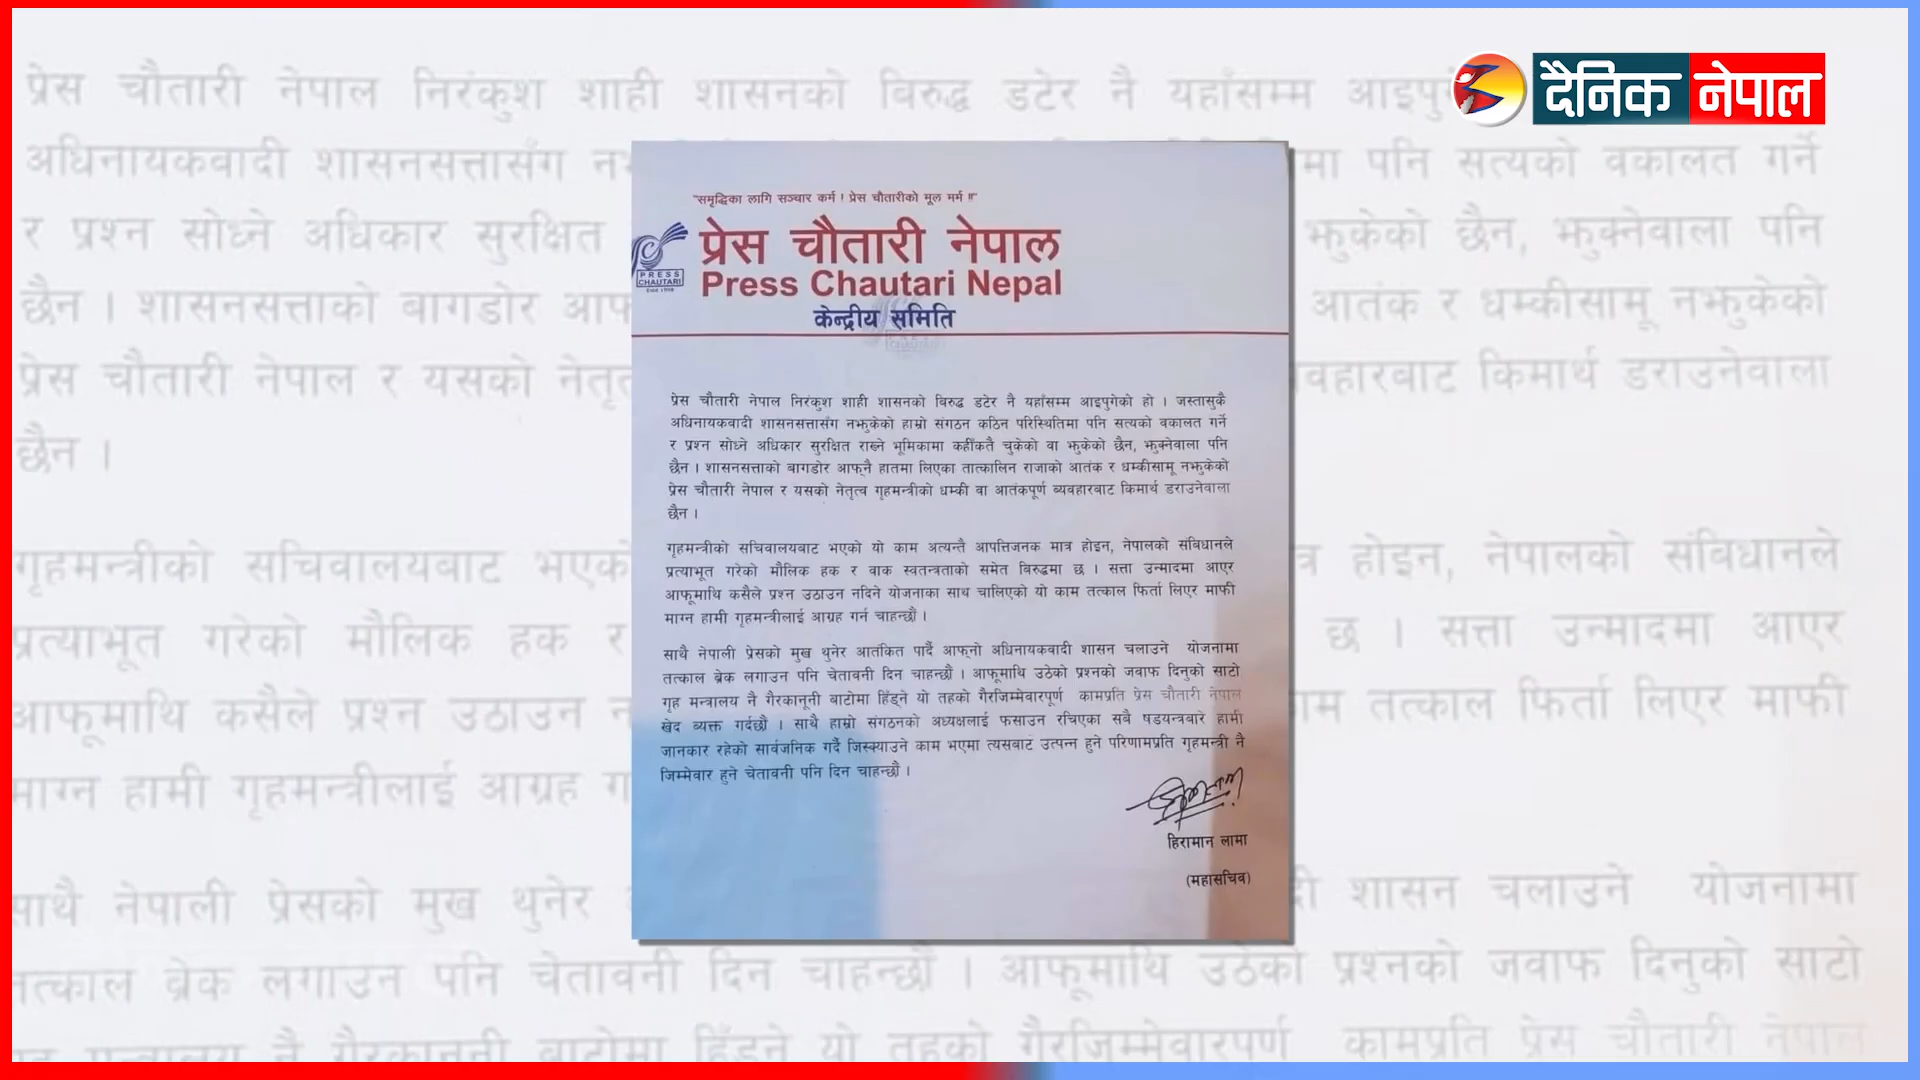 दैनिक नेपाल
"समृद्धिका लागि सञ्चार कर्म ! प्रेस चौतारीको मूल मर्म !!"
प्रेस चौतारी नेपाल
Press Chautari Nepal
PRESS
CHAUTARI
केन्द्रीय समिति
प्रेस चौतारी नेपाल निरंकुश शाही शासनको बिरुद्ध डटेर नै यहाँसम्म आइपुगेको हो । जस्तासुकै
अधिनायकवादी शासनसत्तासँग नझुकेको हाम्रो संगठन कठिन परिस्थितिमा पनि सत्यको वकालत गर्ने
र प्रश्न सोध्ने अधिकार सुरक्षित राख्ने भूमिकामा कहीँकतै चुकेको वा झुकेको छैन, झुक्नेवाला पनि
छैन । शासनसत्ताको बागडोर आफ्नै हातमा लिएका तात्कालिन राजाको आतंक र धम्कीसामू नझुकेको
प्रेस चौतारी नेपाल र यसको नेतृत्व गृहमन्त्रीको धम्की वा आतंकपूर्ण ब्यवहारबाट किमार्थ डराउनेवाला
छैन ।
गृहमन्त्रीको सचिवालयबाट भएको यो काम अत्यन्तै आपत्तिजनक मात्र होइन, नेपालको संबिधानले
प्रत्याभूत गरेको मौलिक हक र वाक स्वतन्त्रताको समेत बिरुद्धमा छ । सत्ता उन्मादमा आएर
आफूमाथि कसैले प्रश्न उठाउन नदिने योजनाका साथ चालिएको यो काम तत्काल फिर्ता लिएर माफी
माग्न हामी गृहमन्त्रीलाई आग्रह गर्न चाहन्छौं ।
साथै नेपाली प्रेसको मुख थुनेर आतंकित पार्दै आफ्नो अधिनायकवादी शासन चलाउने योजनामा
तत्काल ब्रेक लगाउन पनि चेतावनी दिन चाहन्छौं । आफूमाथि उठेको प्रश्नको जवाफ दिनुको साटो
गृह मन्त्रालय नै गैरकानूनी बाटोमा हिँड्ने यो तहको गैरजिम्मेवारपूर्ण कामप्रति प्रेस चौतारी नेपाल
खेद ब्यक्त गर्दछौं । साथै हाम्रो संगठनको अध्यक्षलाई फसाउन रचिएका सबै षडयन्त्रबारे हामी
जानकार रहेको सार्वजनिक गर्दै जिस्क्याउने काम भएमा त्यसबाट उत्पन्न हुने परिणामप्रति गृहमन्त्री नै
जिम्मेवार हुने चेतावनी पनि दिन चाहन्छौं ।
हिरामान लामा
(महासचिव)